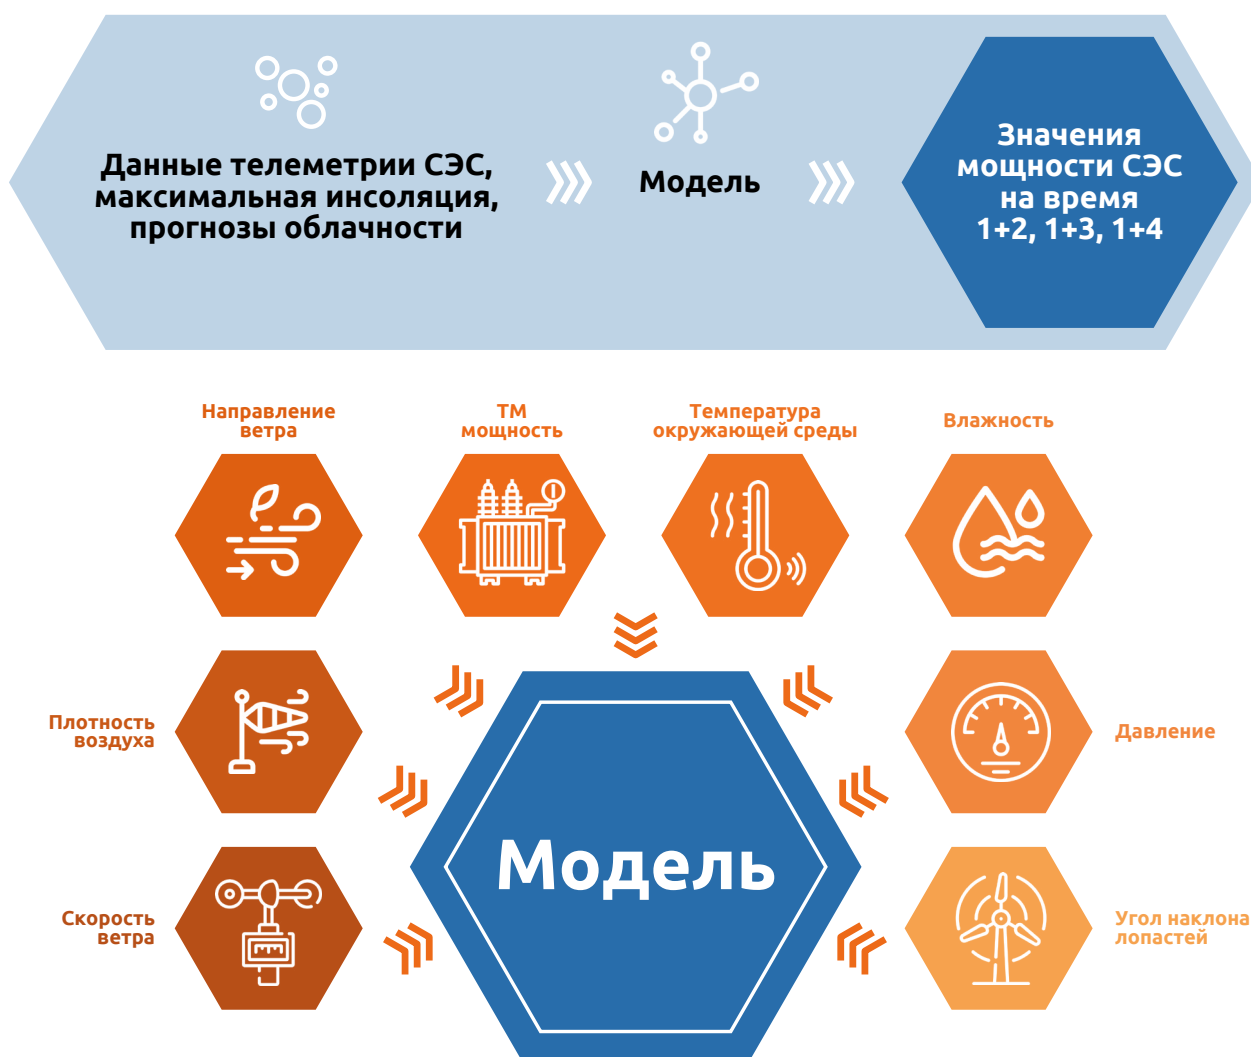 Данные телеметрии СЭС,
максимальная инсоляция,
прогнозы облачности
Модель
Значения
мощности СЭС
на время
1+2, 1+3, 1+4
Направление
ветра
ТМ
мощность
Температура
окружающей среды
Влажность
Плотность
воздуха
Давление
Модель
Скорость
ветра
Угол наклона
лопастей